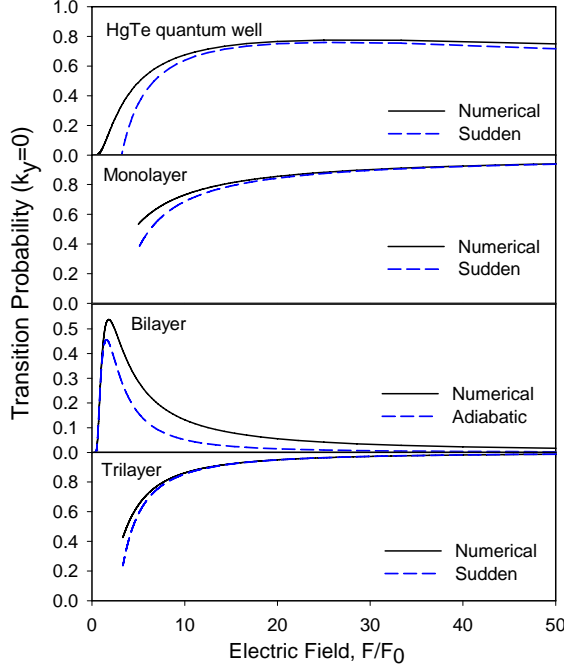 1.0
HgTe quantum well
0.8
0.6
0.4
Numerical
0.2
Sudden
0.0
Monolayer
0.8
0.6
0.4
Numerical
0.2
Sudden
0.0
Bilayer
0.5
0.4
0.3
Numerical
0.2
Adiabatic
0.1
0.0
Trilayer
0.8
0.6
0.4
Numerical
0.2
Sudden
0.0
0 10 20 30 40 50
Electric Field, F/F0
Transition Probability (ky=0)